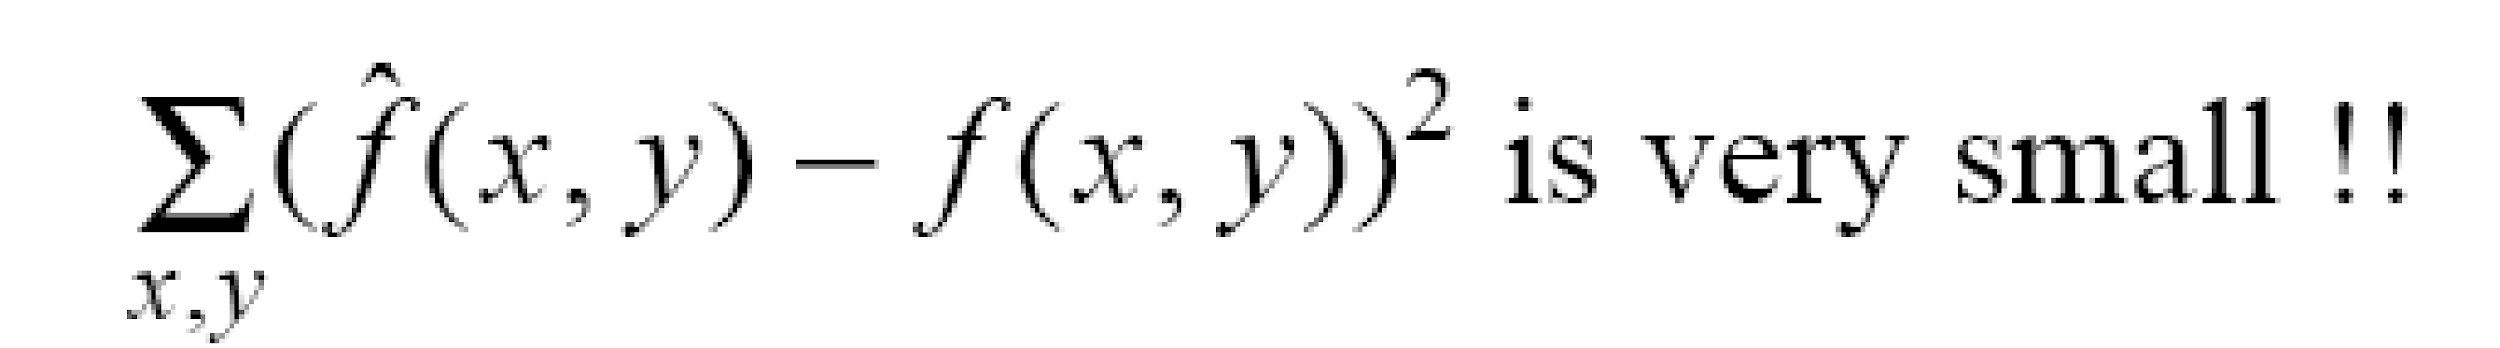 ∑(f̂(x, y) − f(x, y))² is very small !!
x,y